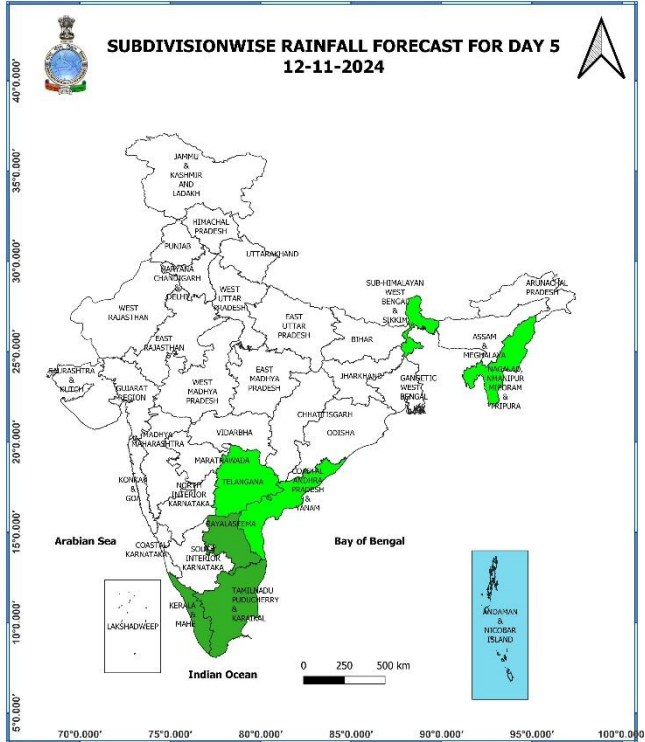 SUBDIVISIONWISE RAINFALL FORECAST FOR DAY 5
12-11-2024
40°0.000'
35°0.000'
30°0.000'
25°0.000'
20°0.000'
15°0.000'
10°0.000'
5°0.000'
JAMMU
&
KASHMIR
AND
LADAKH
HIMACHAL
PRADESH
PUNJAB
UTTARAKHAND
HARYANA
CHANDIGARH
&
DELHI
WEST
UTTAR
PRADESH
WEST
RAJASTHAN
EAST
RAJASTHAN
EAST
UTTAR
PRADESH
SUB-HIMALAYAN
WEST
BENGAL
&
SIKKIM
ARUNACHAL
PRADESH
BIHAR
ASSAM
&
MEGHALAYA
&
TRIPURA
SAURASHTRA
&
KUTCH
GUJARAT
REGION
WEST
MADHYA
PRADESH
EAST
MADHYA
PRADESH
JHARKHAND
GANGETIC
WEST
BENGAL
CHHATTISGARH
ODISHA
VIDARBHA
MADHYA
MAHARASHTRA
MARATHWADA
TELANGANA
COASTAL
ANDHRA
PRADESH
&
YANAM
KONKAN
&
GOA
NORTH
INTERIOR
KARNATAKA
RAYALASEEMA
COASTAL
KARNATAKA
SOUTH
INTERIOR
KARNATAKA
Arabian Sea
Bay of Bengal
LAKSHADWEEP
KERALA
&
MAHE
TAMILNADU
PUDUCHERRY
&
KARAIKAL
ANDAMAN
&
NICOBAR
ISLAND
Indian Ocean
0 250 500 km
70°0.000' 75°0.000' 80°0.000' 85°0.000' 90°0.000' 95°0.000' 100°0.000'